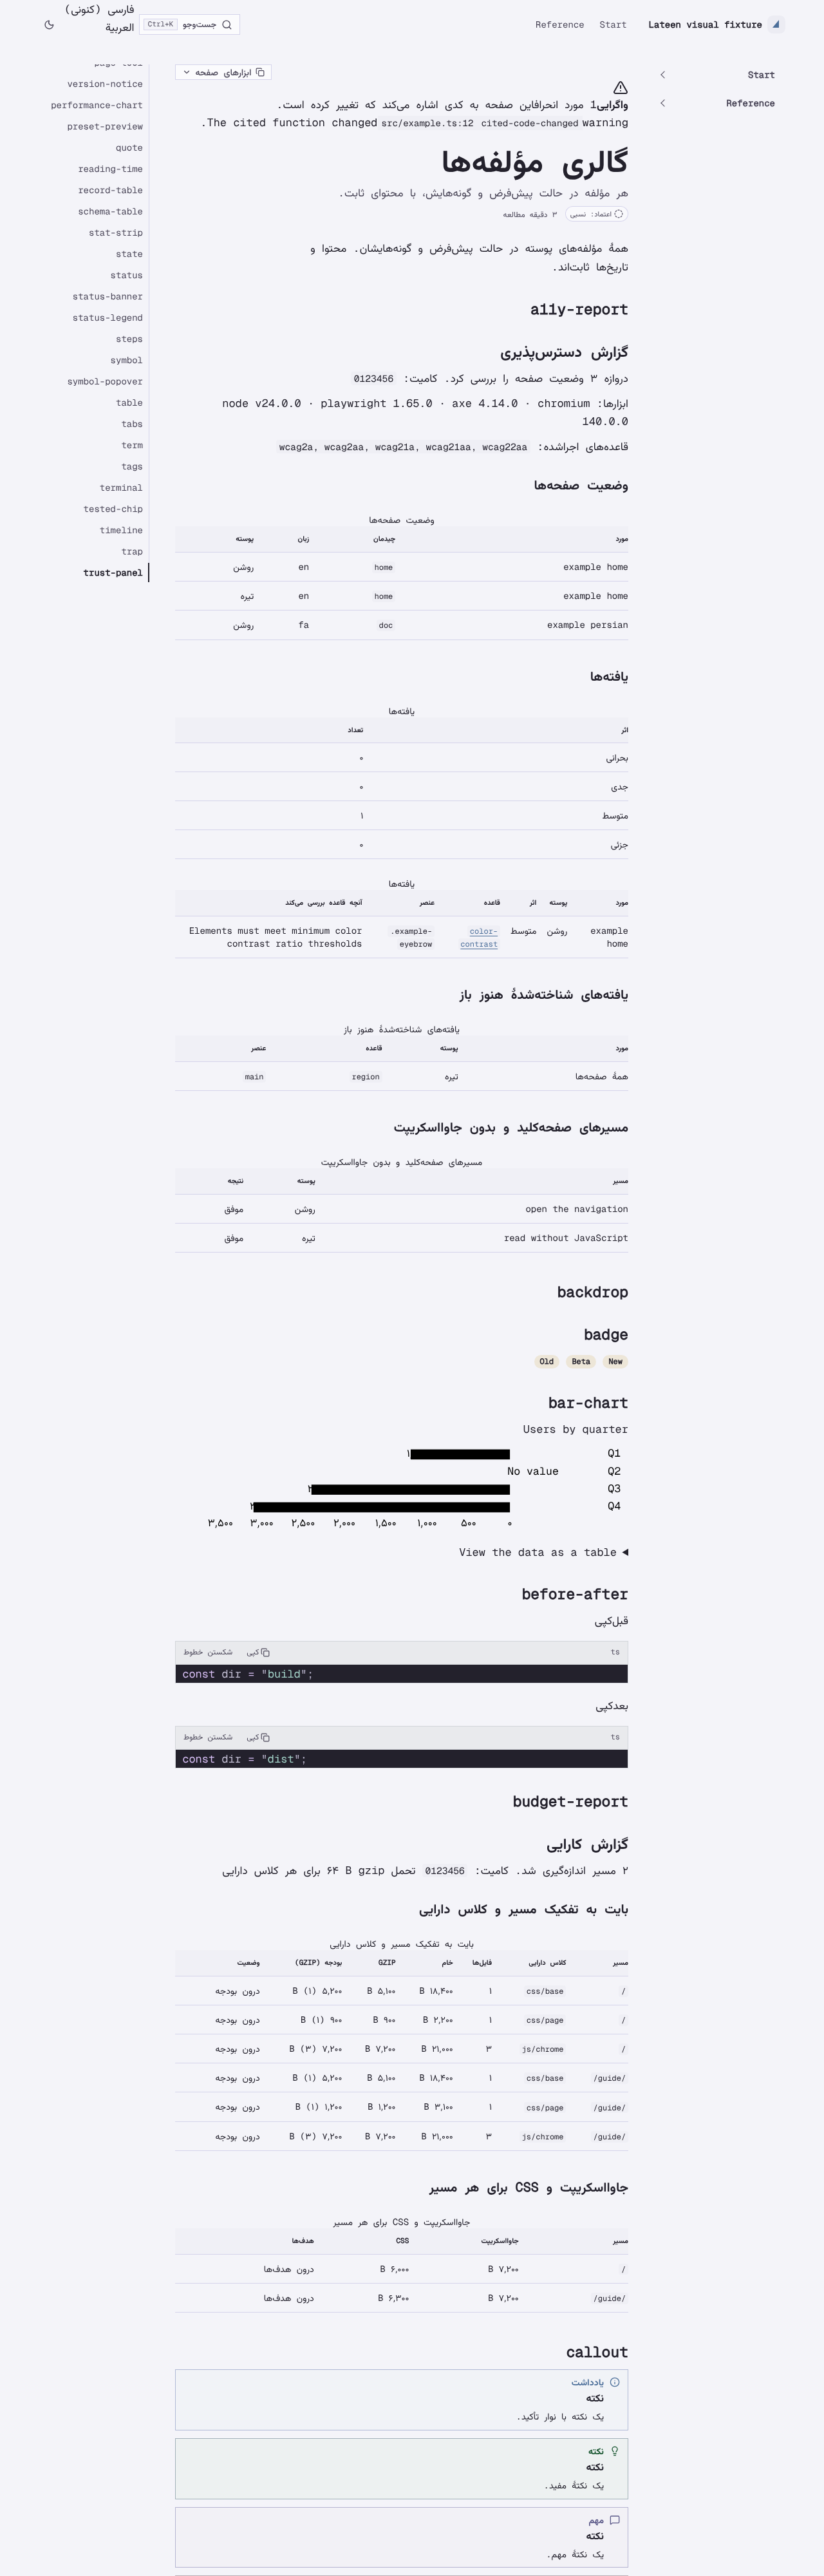 Lateen visual fixture
Start
Reference
جست‌وجو Ctrl+K
فارسی (کنونی)
العربية
Start
Reference
ابزارهای صفحه
واگرایی1 مورد انحرافاین صفحه به کدی اشاره می‌کند که تغییر کرده است.
The cited function changed src/example.ts:12 cited-code-changed warning.
گالری مؤلفه‌ها
هر مؤلفه در حالت پیش‌فرض و گونه‌هایش، با محتوای ثابت.
اعتماد: نسبی
۳ دقیقه مطالعه
همهٔ مؤلفه‌های پوسته در حالت پیش‌فرض و گونه‌هایشان. محتوا و
تاریخ‌ها ثابت‌اند.
a11y-report
گزارش دسترس‌پذیری
دروازه ۳ وضعیت صفحه را بررسی کرد. کامیت: 0123456
ابزارها: node v24.0.0 · playwright 1.65.0 · axe 4.14.0 · chromium
140.0.0
قاعده‌های اجراشده: wcag2a, wcag2aa, wcag21a, wcag21aa, wcag22aa
وضعیت صفحه‌ها
وضعیت صفحه‌ها
مورد چیدمان زبان پوسته
example home home en روشن
example home home en تیره
example persian doc fa روشن
یافته‌ها
یافته‌ها
اثر تعداد
بحرانی ۰
جدی ۰
متوسط ۱
جزئی ۰
یافته‌ها
مورد پوسته اثر قاعده عنصر آنچه قاعده بررسی می‌کند
example home روشن متوسط color-contrast .example-eyebrow Elements must meet minimum color contrast ratio thresholds
یافته‌های شناخته‌شدهٔ هنوز باز
یافته‌های شناخته‌شدهٔ هنوز باز
مورد پوسته قاعده عنصر
همهٔ صفحه‌ها تیره region main
مسیرهای صفحه‌کلید و بدون جاوااسکریپت
مسیرهای صفحه‌کلید و بدون جاوااسکریپت
مسیر پوسته نتیجه
open the navigation روشن موفق
read without JavaScript تیره موفق
backdrop
badge
New Beta Old
bar-chart
Users by quarter
Q1 ۱
Q2 No value
Q3
Q4
۰ ۵۰۰ ۱,۰۰۰ ۱,۵۰۰ ۲,۰۰۰ ۲,۵۰۰ ۳,۰۰۰ ۳,۵۰۰
View the data as a table
before-after
قبل‌کپی
ts کپی شکستن خطوط
const dir = "build";
بعدکپی
ts کپی شکستن خطوط
const dir = "dist";
budget-report
گزارش کارایی
۲ مسیر اندازه‌گیری شد. کامیت: 0123456 تحمل ۶۴ B gzip برای هر کلاس دارایی
بایت به تفکیک مسیر و کلاس دارایی
بایت به تفکیک مسیر و کلاس دارایی
مسیر کلاس دارایی فایل‌ها خام GZIP بودجه (GZIP) وضعیت
/ css/base ۱ ۱۸,۴۰۰ B ۵,۱۰۰ B ۵,۲۰۰ B (۱) درون بودجه
/ css/page ۱ ۲,۲۰۰ B ۹۰۰ B ۹۰۰ B (۱) درون بودجه
/ js/chrome ۳ ۲۱,۰۰۰ B ۷,۲۰۰ B ۷,۲۰۰ B (۳) درون بودجه
/guide/ css/base ۱ ۱۸,۴۰۰ B ۵,۱۰۰ B ۵,۲۰۰ B (۱) درون بودجه
/guide/ css/page ۱ ۳,۱۰۰ B ۱,۲۰۰ B ۱,۲۰۰ B (۱) درون بودجه
/guide/ js/chrome ۳ ۲۱,۰۰۰ B ۷,۲۰۰ B ۷,۲۰۰ B (۳) درون بودجه
جاوااسکریپت و CSS برای هر مسیر
جاوااسکریپت و CSS برای هر مسیر
مسیر جاوااسکریپت CSS هدف‌ها
/ ۷,۲۰۰ B ۶,۰۰۰ B درون هدف‌ها
/guide/ ۷,۲۰۰ B ۶,۳۰۰ B درون هدف‌ها
callout
یادداشت
نکته
یک نکته با نوار تأکید.
نکته
نکته
یک نکتهٔ مفید.
مهم
نکته
یک نکتهٔ مهم.
version-notice
performance-chart
preset-preview
quote
reading-time
record-table
schema-table
stat-strip
state
status
status-banner
status-legend
steps
symbol
symbol-popover
table
tabs
term
tags
terminal
tested-chip
timeline
trap
trust-panel